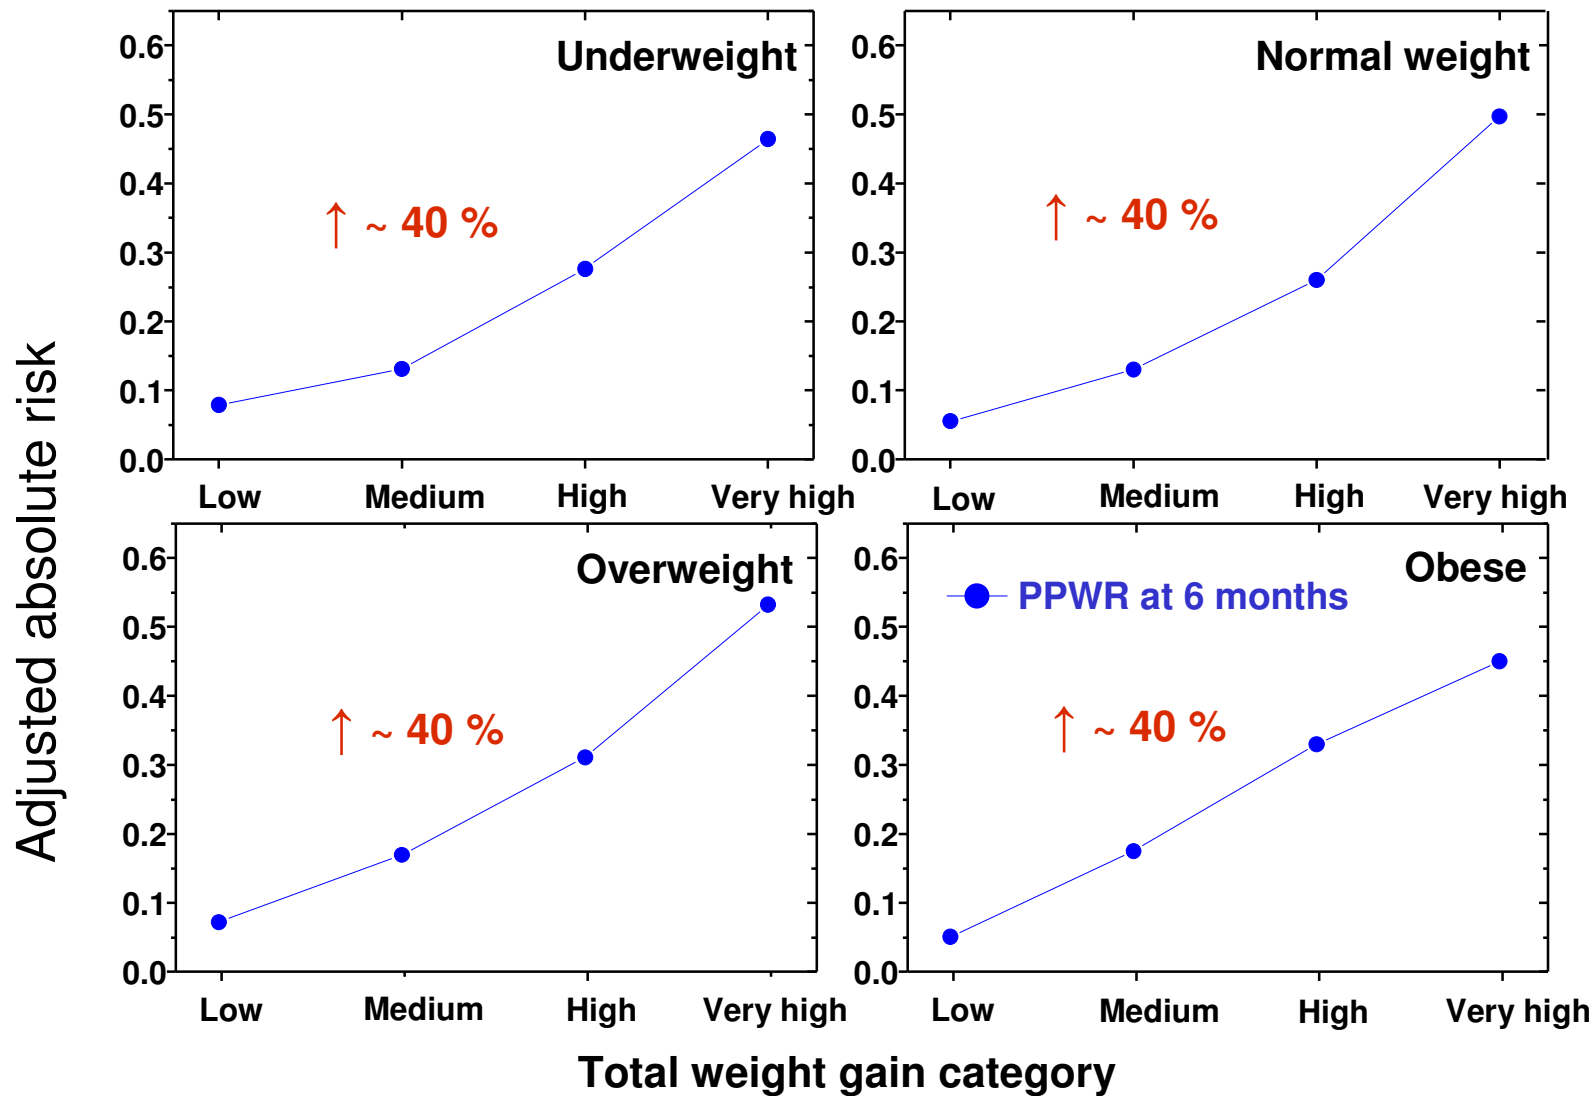 Adjusted absolute risk
Underweight
0.6
0.5
0.4
0.3
0.2
0.1
0.0
↑ ~ 40 %
Low Medium High Very high
Normal weight
0.6
0.5
0.4
0.3
0.2
0.1
0.0
↑ ~ 40 %
Low Medium High Very high
Overweight
0.6
0.5
0.4
0.3
0.2
0.1
0.0
↑ ~ 40 %
Low Medium High Very high
Obese
PPWR at 6 months
0.6
0.5
0.4
0.3
0.2
0.1
0.0
↑ ~ 40 %
Low Medium High Very high
Total weight gain category